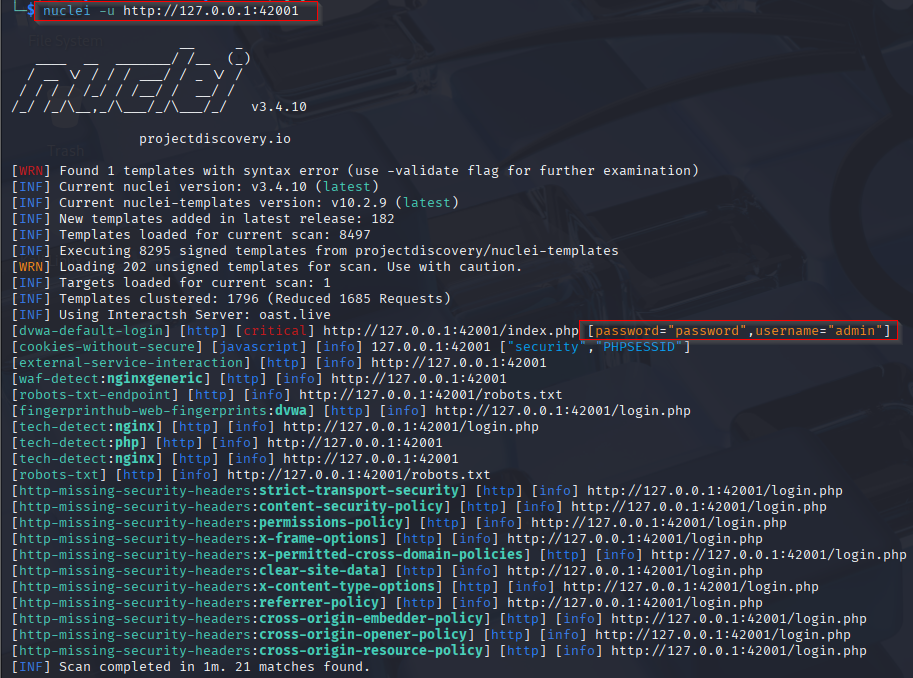 └─$ nuclei -u http://127.0.0.1:42001
File System
nuclei v3.4.10
projectdiscovery.io
Trash
[WRN] Found 1 templates with syntax error (use -validate flag for further examination)
[INF] Current nuclei version: v3.4.10 (latest)
[INF] Current nuclei-templates version: v10.2.9 (latest)
[INF] New templates added in latest release: 182
[INF] Templates loaded for current scan: 8497
[INF] Executing 8295 signed templates from projectdiscovery/nuclei-templates
[WRN] Loading 202 unsigned templates for scan. Use with caution.
[INF] Targets loaded for current scan: 1
[INF] Templates clustered: 1796 (Reduced 1685 Requests)
[INF] Using Interactsh Server: oast.live
[dvwa-default-login] [http] [critical] http://127.0.0.1:42001/index.php [password="password",username="admin"]
[cookies-without-secure] [javascript] [info] 127.0.0.1:42001 ["security","PHPSESSID"]
[external-service-interaction] [http] [info] http://127.0.0.1:42001
[waf-detect:nginxgeneric] [http] [info] http://127.0.0.1:42001
[robots-txt-endpoint] [http] [info] http://127.0.0.1:42001/robots.txt
[fingerprinthub-web-fingerprints:dvwa] [http] [info] http://127.0.0.1:42001/login.php
[tech-detect:nginx] [http] [info] http://127.0.0.1:42001/login.php
[tech-detect:php] [http] [info] http://127.0.0.1:42001
[tech-detect:nginx] [http] [info] http://127.0.0.1:42001
[robots-txt] [http] [info] http://127.0.0.1:42001/robots.txt
[http-missing-security-headers:strict-transport-security] [http] [info] http://127.0.0.1:42001/login.php
[http-missing-security-headers:content-security-policy] [http] [info] http://127.0.0.1:42001/login.php
[http-missing-security-headers:permissions-policy] [http] [info] http://127.0.0.1:42001/login.php
[http-missing-security-headers:x-frame-options] [http] [info] http://127.0.0.1:42001/login.php
[http-missing-security-headers:x-permitted-cross-domain-policies] [http] [info] http://127.0.0.1:42001/login.php
[http-missing-security-headers:clear-site-data] [http] [info] http://127.0.0.1:42001/login.php
[http-missing-security-headers:x-content-type-options] [http] [info] http://127.0.0.1:42001/login.php
[http-missing-security-headers:referrer-policy] [http] [info] http://127.0.0.1:42001/login.php
[http-missing-security-headers:cross-origin-embedder-policy] [http] [info] http://127.0.0.1:42001/login.php
[http-missing-security-headers:cross-origin-opener-policy] [http] [info] http://127.0.0.1:42001/login.php
[http-missing-security-headers:cross-origin-resource-policy] [http] [info] http://127.0.0.1:42001/login.php
[INF] Scan completed in 1m. 21 matches found.